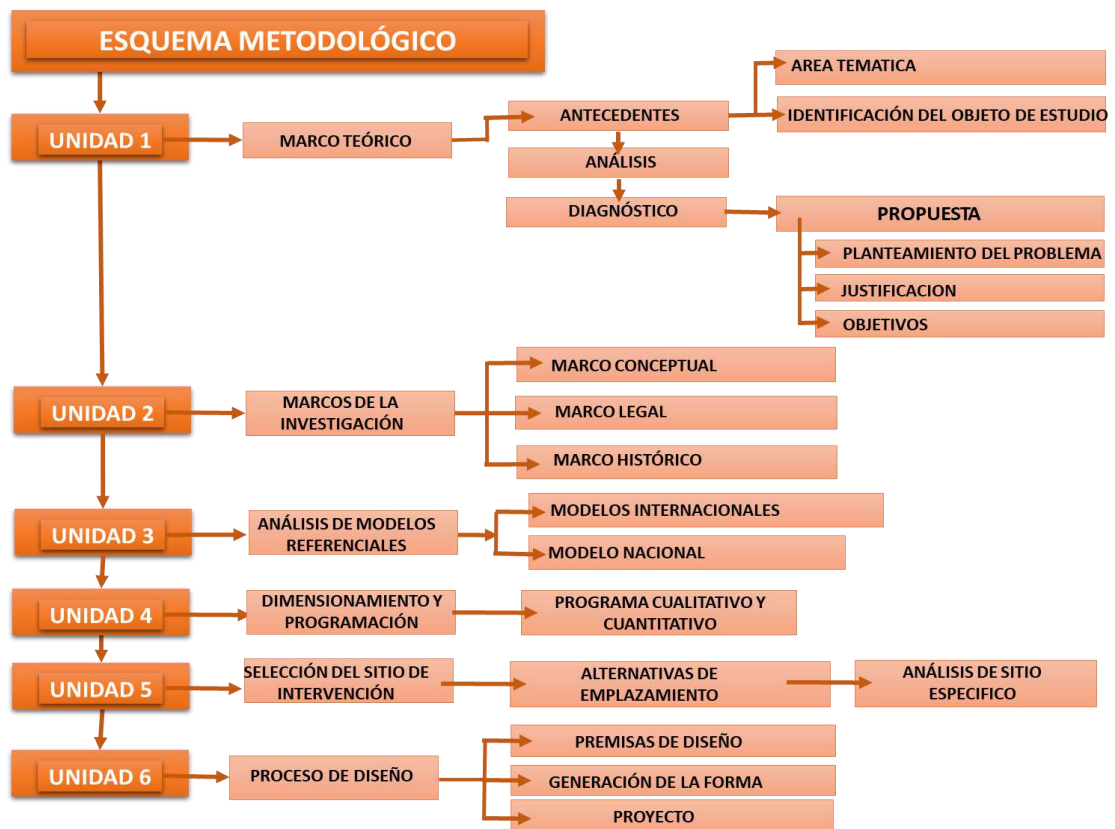 ESQUEMA METODOLÓGICO
UNIDAD 1
MARCO TEÓRICO
ANTECEDENTES
AREA TEMATICA
IDENTIFICACIÓN DEL OBJETO DE ESTUDIO
ANÁLISIS
DIAGNÓSTICO
PROPUESTA
PLANTEAMIENTO DEL PROBLEMA
JUSTIFICACION
OBJETIVOS
UNIDAD 2
MARCOS DE LA
INVESTIGACIÓN
MARCO CONCEPTUAL
MARCO LEGAL
MARCO HISTÓRICO
UNIDAD 3
ANÁLISIS DE MODELOS
REFERENCIALES
MODELOS INTERNACIONALES
MODELO NACIONAL
UNIDAD 4
DIMENSIONAMIENTO Y
PROGRAMACIÓN
PROGRAMA CUALITATIVO Y
CUANTITATIVO
UNIDAD 5
SELECCIÓN DEL SITIO DE
INTERVENCIÓN
ALTERNATIVAS DE
EMPLAZAMIENTO
ANÁLISIS DE SITIO
ESPECIFICO
UNIDAD 6
PROCESO DE DISEÑO
PREMISAS DE DISEÑO
GENERACIÓN DE LA FORMA
PROYECTO